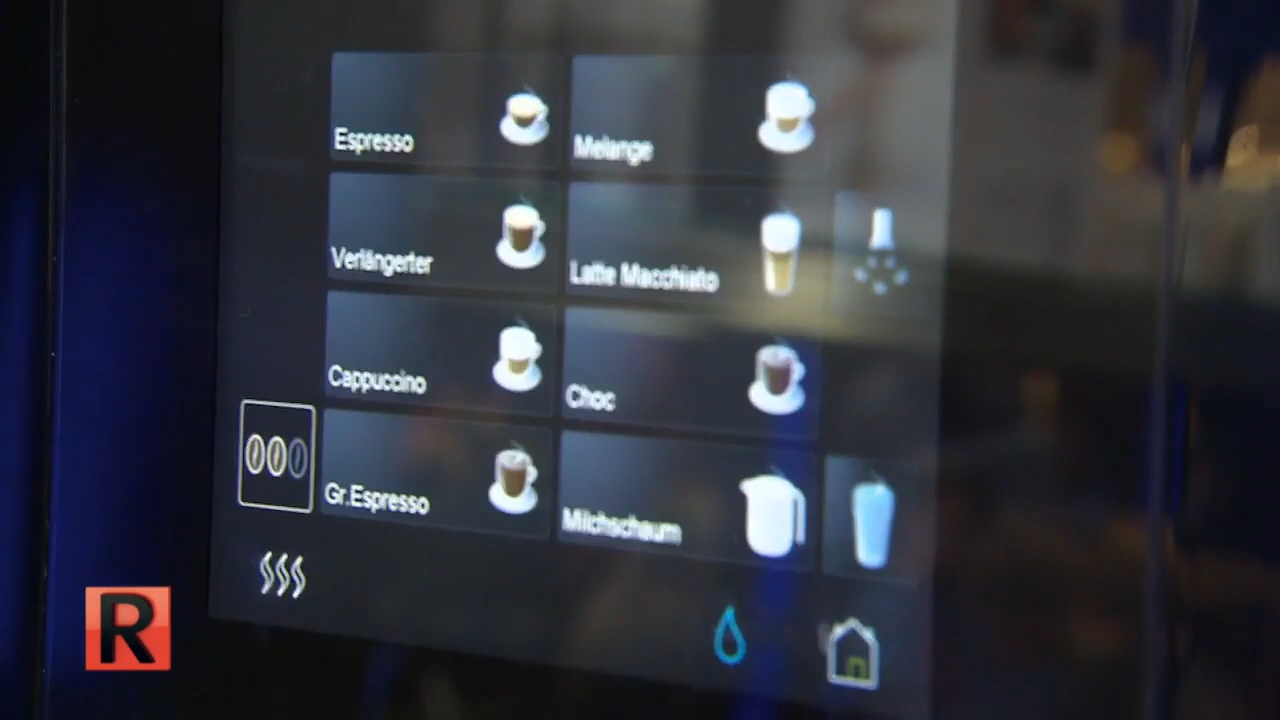 Espresso
Melange
Verlängerter
Latte Macchiato
Cappuccino
Choc
Gr.Espresso
Milchschaum
R